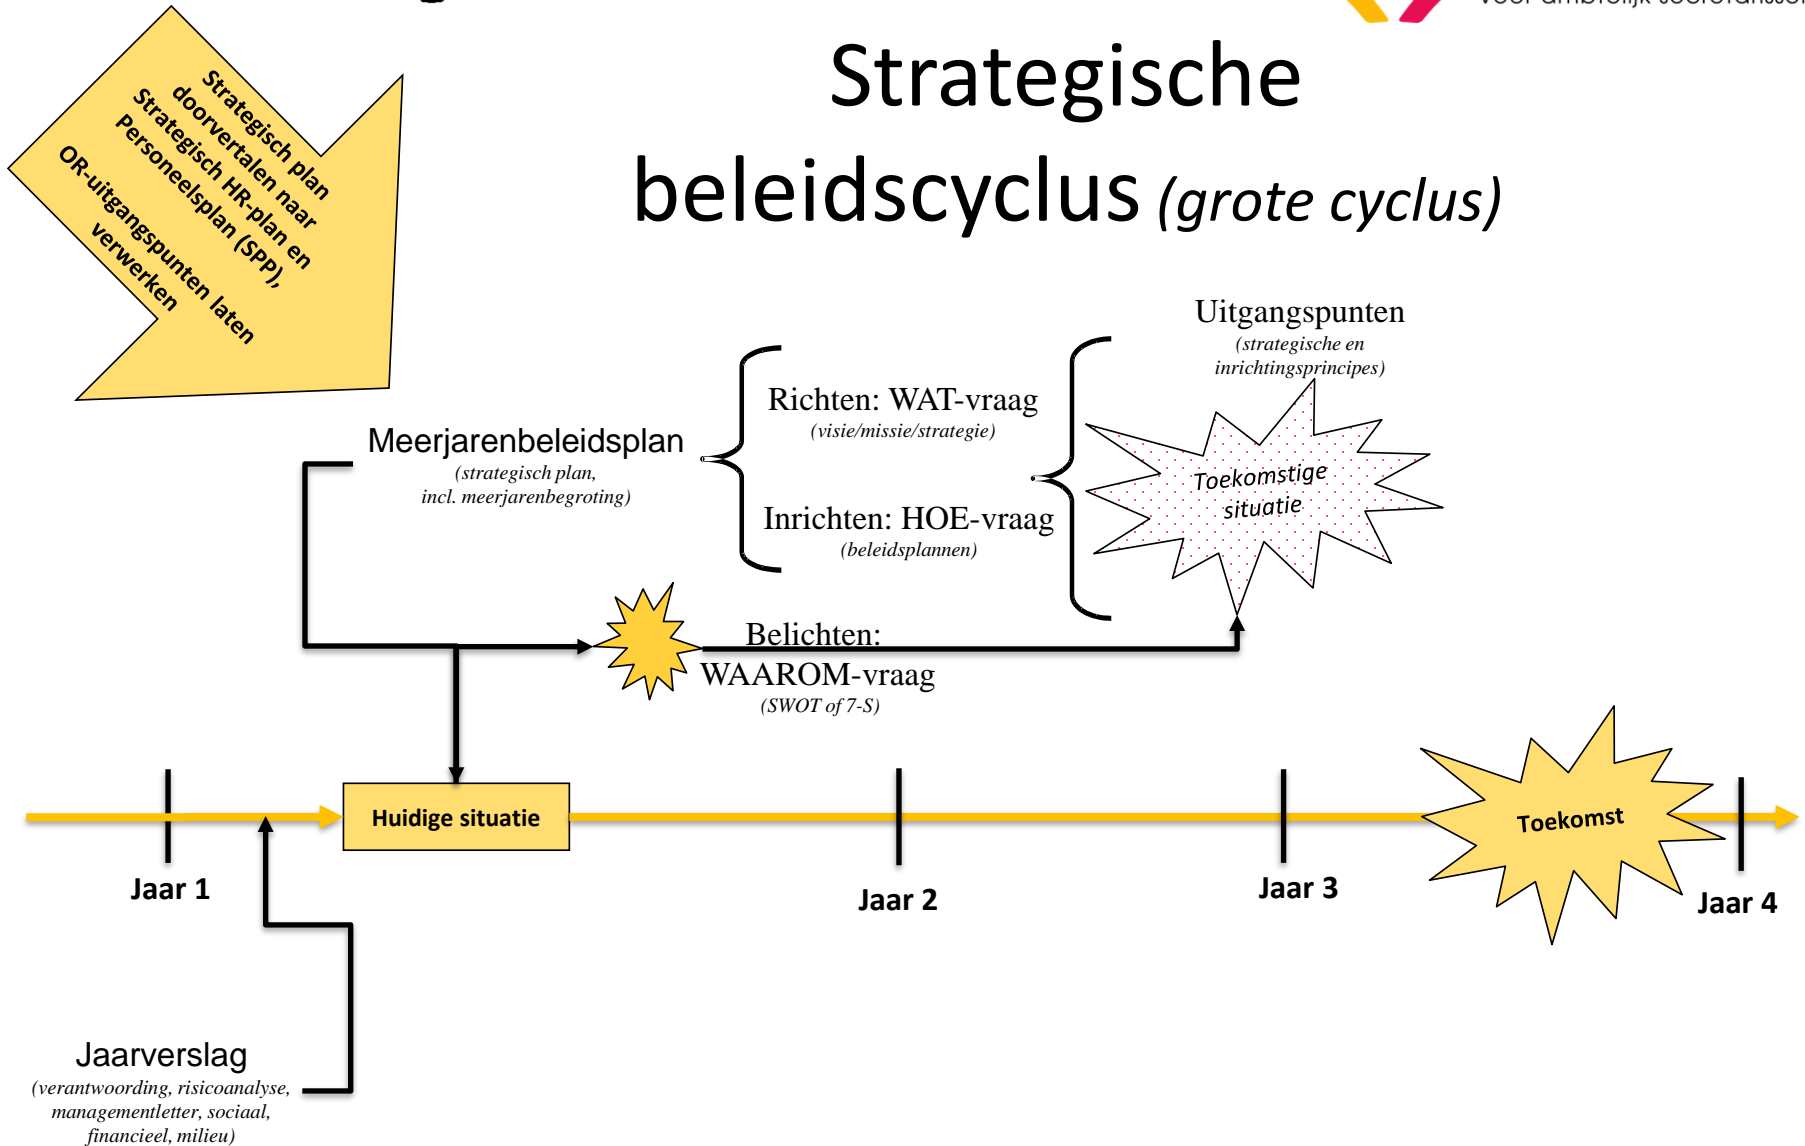 Strategische
beleidscyclus (grote cyclus)
Strategisch plan
doorvertalen naar
Strategisch HR-plan en
Personeelsplan (SPP),
OR-uitgangspunten laten
verwerken
Uitgangspunten
(strategische en
inrichtingsprincipes)
Richten: WAT-vraag
(visie/missie/strategie)
Meerjarenbeleidsplan
(strategisch plan,
incl. meerjarenbegroting)
Toekomstige
situatie
Inrichten: HOE-vraag
(beleidsplannen)
Belichten:
WAAROM-vraag
(SWOT of 7-S)
Huidige situatie
Toekomst
Jaar 1
Jaar 2
Jaar 3
Jaar 4
Jaarverslag
(verantwoording, risicoanalyse,
managementletter, sociaal,
financieel, milieu)